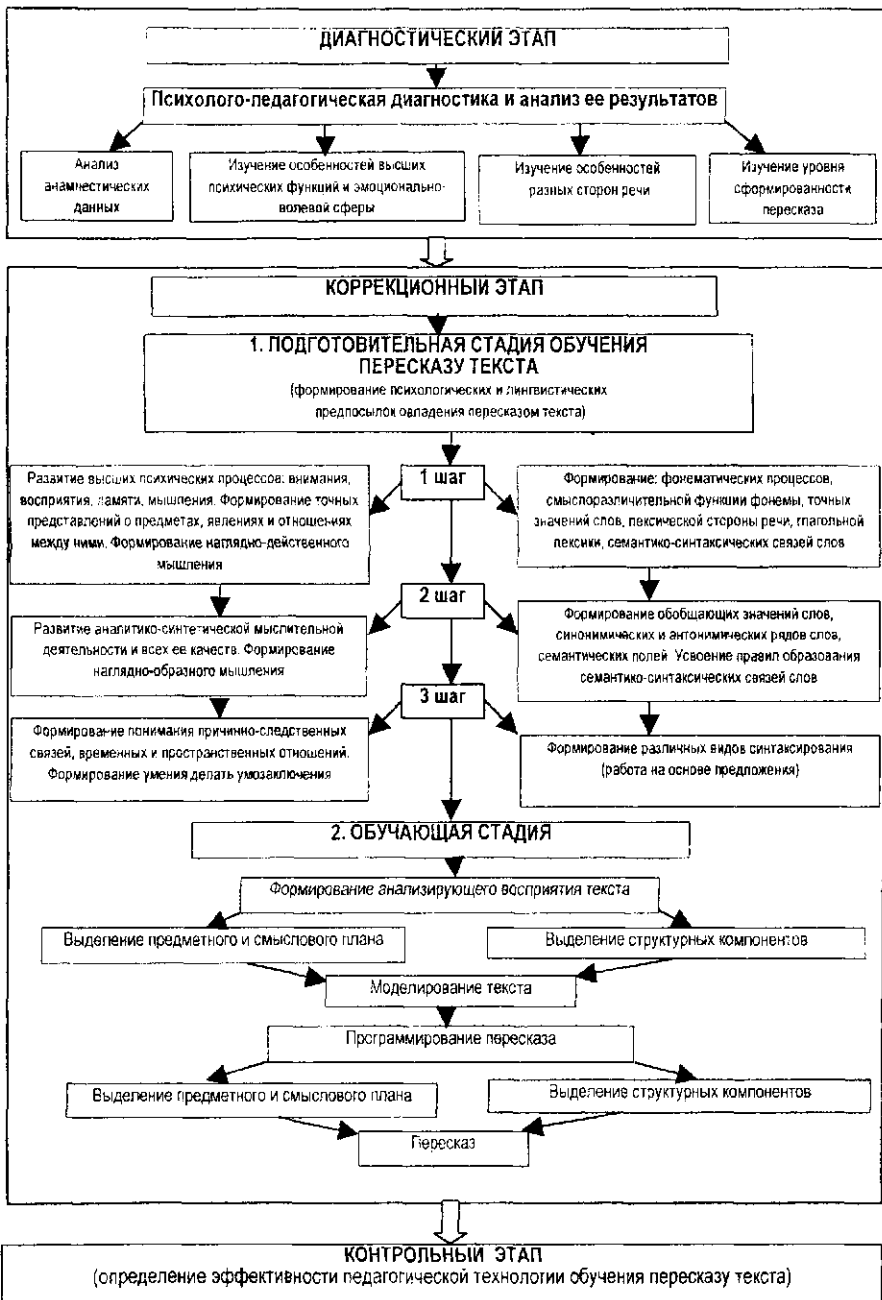 ДИАГНОСТИЧЕСКИЙ ЭТАП
Психолого-педагогическая диагностика и анализ ее результатов
Анализ
анамнестических
данных
Изучение особенностей высших
психических функций и эмоционально-
волевой сферы
Изучение особенностей
разных сторон речи
Изучение уровня
сформированности
пересказа
КОРРЕКЦИОННЫЙ ЭТАП
1. ПОДГОТОВИТЕЛЬНАЯ СТАДИЯ ОБУЧЕНИЯ
ПЕРЕСКАЗУ ТЕКСТА
(формирование психологических и лингвистических
предпосылок овладения пересказом текста)
1 шаг
Развитие высших психических процессов: внимания,
восприятия, памяти, мышления. Формирование точных
представлений о предметах, явлениях и отношениях
между ними. Формирование наглядно-действенного
мышления
Формирование: фонематических процессов,
смыслоразличительной функции фонемы, точных
значений слов, лексической стороны речи, глагольной
лексики, семантико-синтаксических связей слов
2 шаг
Развитие аналитико-синтетической мыслительной
деятельности и всех ее качеств. Формирование
наглядно-образного мышления
Формирование обобщающих значений слов,
синонимических и антонимических рядов слов,
семантических полей Усвоение правил образования
семантико-синтаксических связей слов
3 шаг
Формирование понимания причинно-следственных
связей, временных и пространственных отношений.
Формирование умения делать умозаключения
Формирование различных видов синтаксирования
(работа на основе предложения)
2. ОБУЧАЮЩАЯ СТАДИЯ
Формирование анализирующего восприятия текста
Выделение предметного и смыслового плана
Выделение структурных компонентов
Моделирование текста
Программирование пересказа
Выделение предметного и смыслового плана
Выделение структурных компонентов
Пересказ
КОНТРОЛЬНЫЙ ЭТАП
(определение эффективности педагогической технологии обучения пересказу текста)